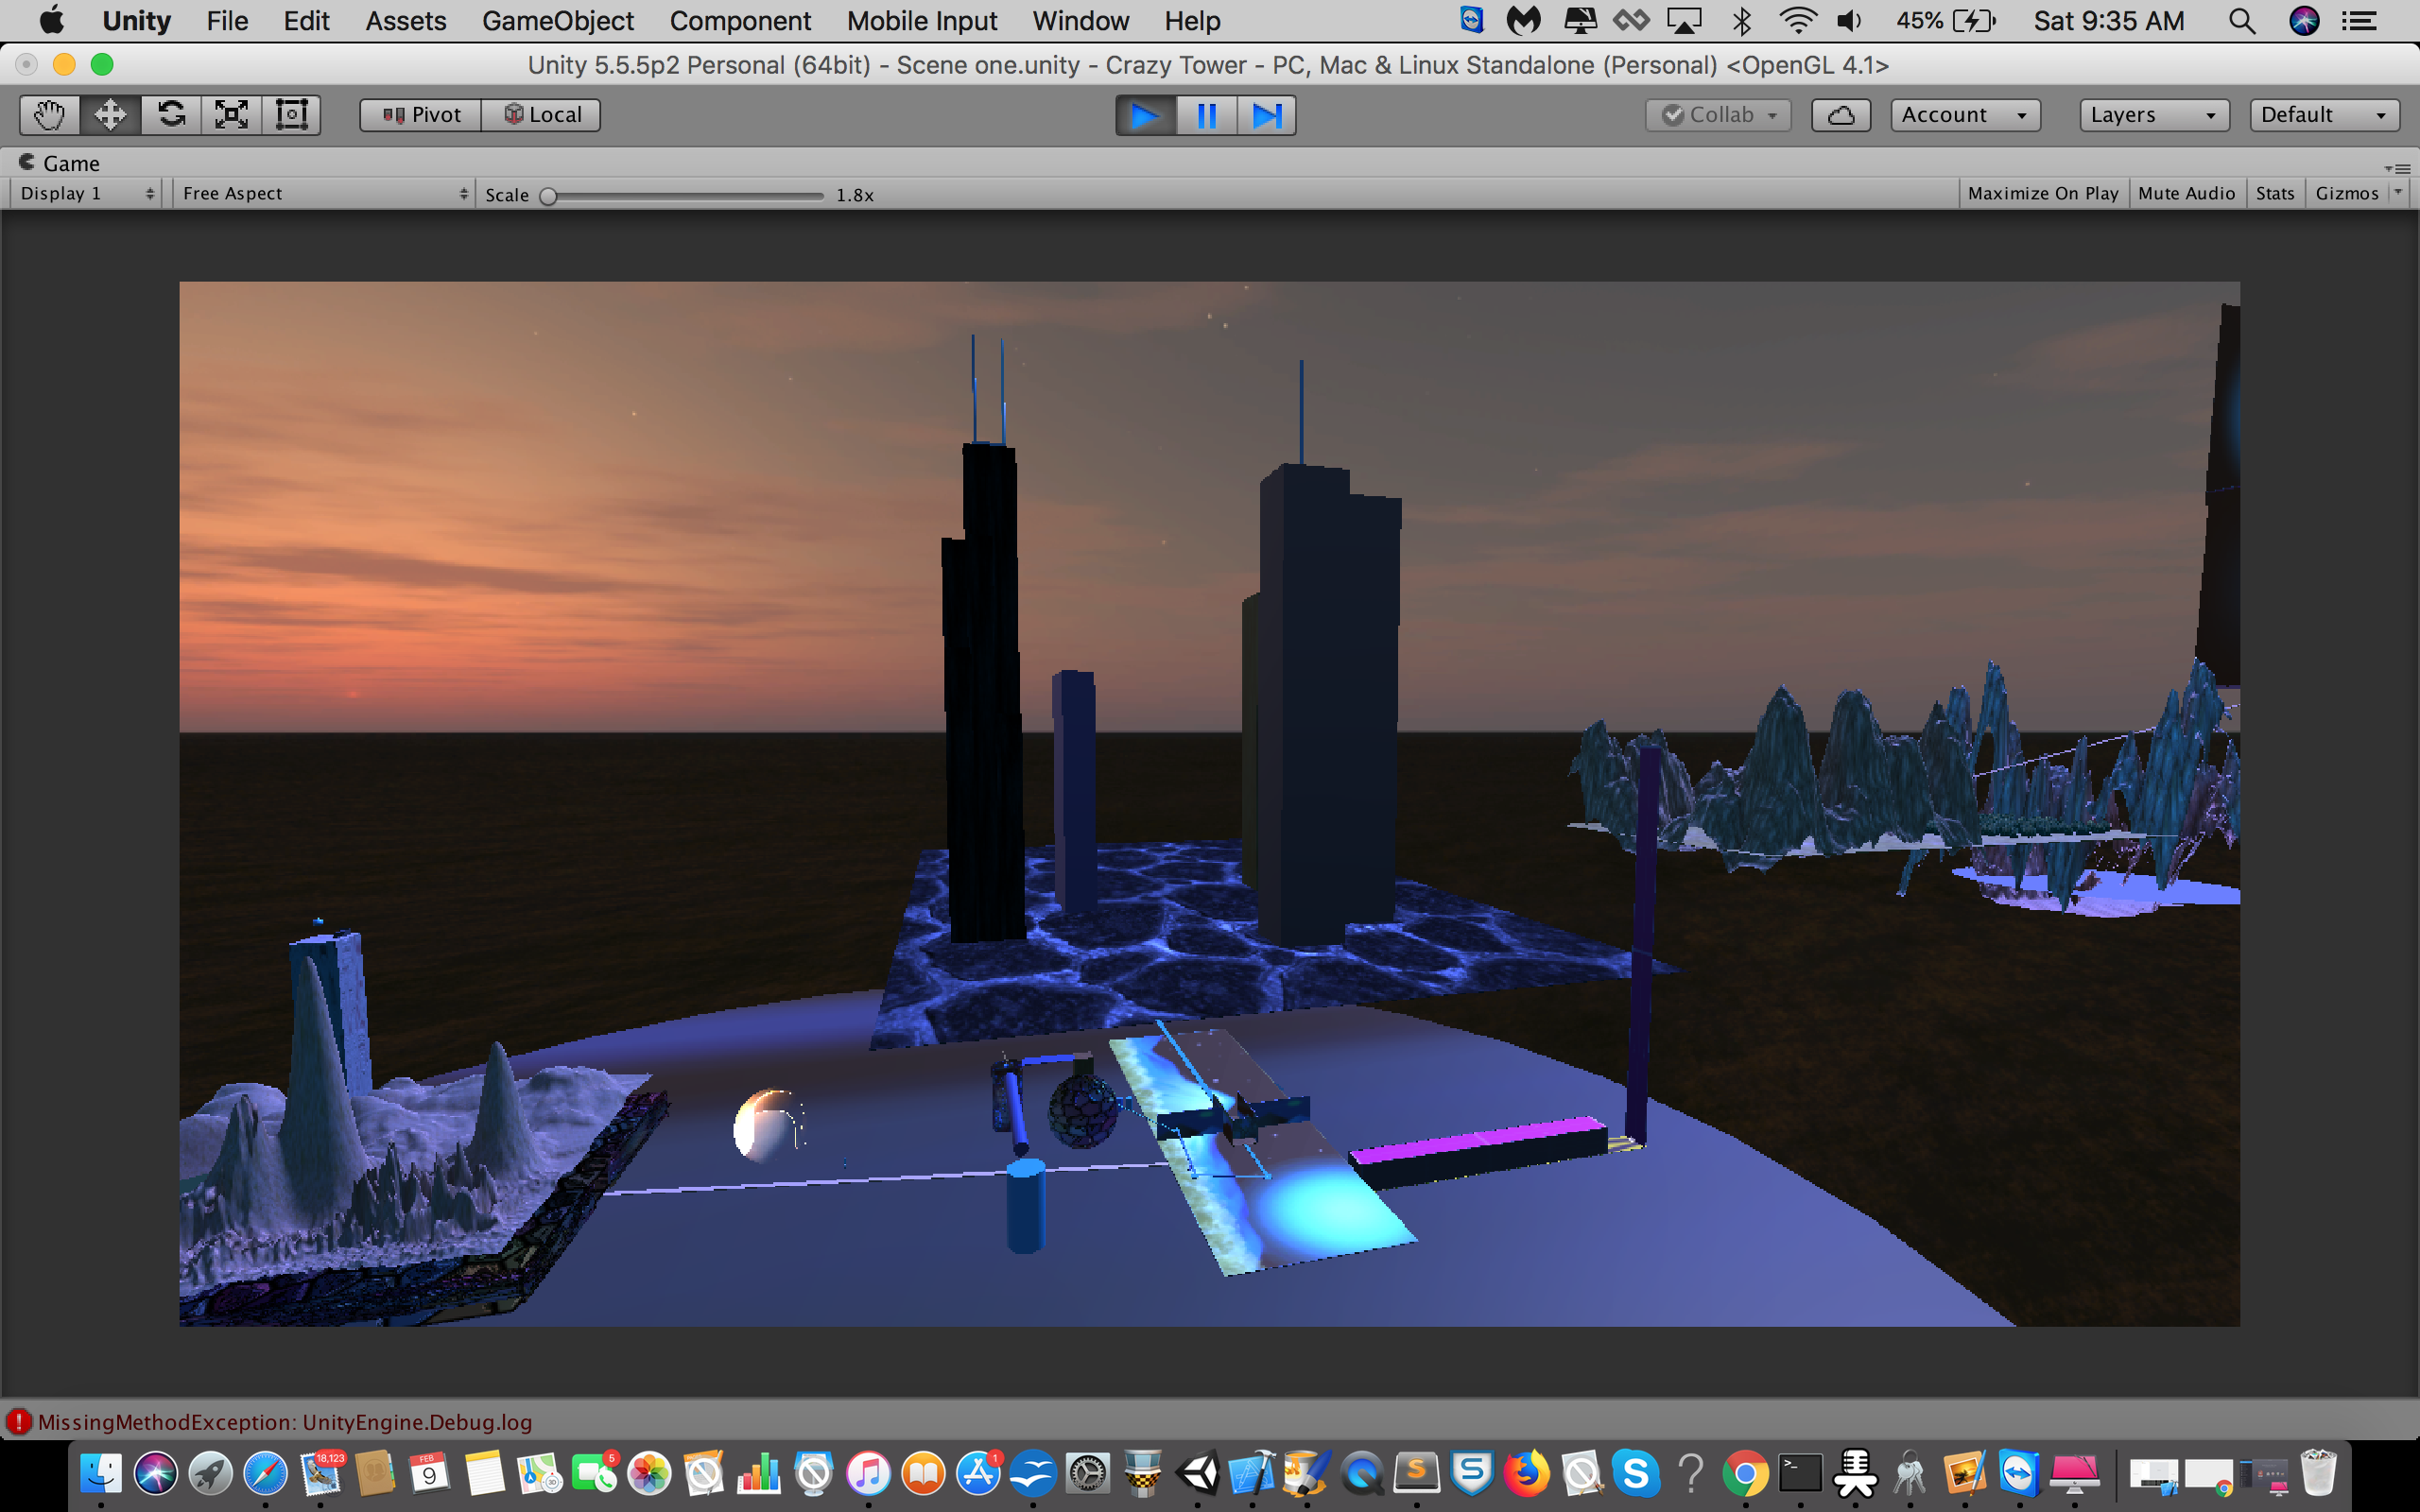 Unity File Edit Assets GameObject Component Mobile Input Window Help 45% Sat 9:35 AM
Unity 5.5.5p2 Personal (64bit) - Scene one.unity - Crazy Tower - PC, Mac & Linux Standalone (Personal) <OpenGL 4.1>
Pivot Local Collab Account Layers Default
Game
Display 1 Free Aspect Scale 1.8x Maximize On Play Mute Audio Stats Gizmos
MissingMethodException: UnityEngine.Debug.log
18,123 FEB 9 5 1